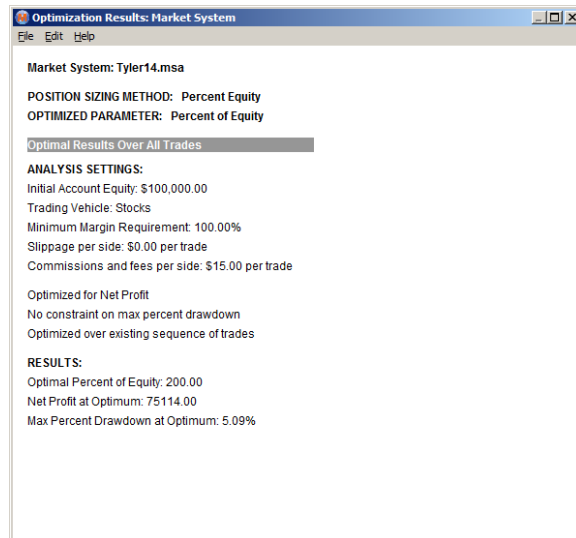 Optimization Results: Market System
File Edit Help
Market System: Tyler14.msa
POSITION SIZING METHOD: Percent Equity
OPTIMIZED PARAMETER: Percent of Equity
Optimal Results Over All Trades
ANALYSIS SETTINGS:
Initial Account Equity: $100,000.00
Trading Vehicle: Stocks
Minimum Margin Requirement: 100.00%
Slippage per side: $0.00 per trade
Commissions and fees per side: $15.00 per trade
Optimized for Net Profit
No constraint on max percent drawdown
Optimized over existing sequence of trades
RESULTS:
Optimal Percent of Equity: 200.00
Net Profit at Optimum: 75114.00
Max Percent Drawdown at Optimum: 5.09%